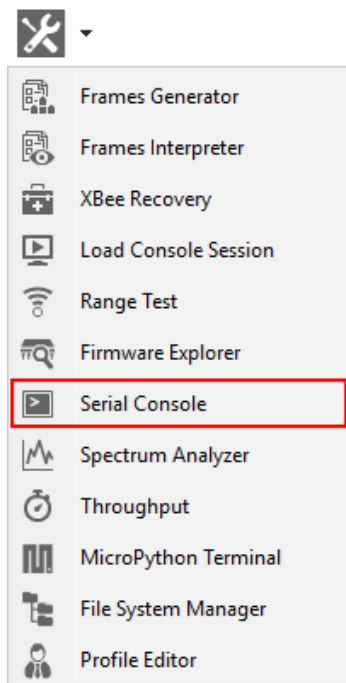 Frames Generator
Frames Interpreter
XBee Recovery
Load Console Session
Range Test
Firmware Explorer
Serial Console
Spectrum Analyzer
Throughput
MicroPython Terminal
File System Manager
Profile Editor